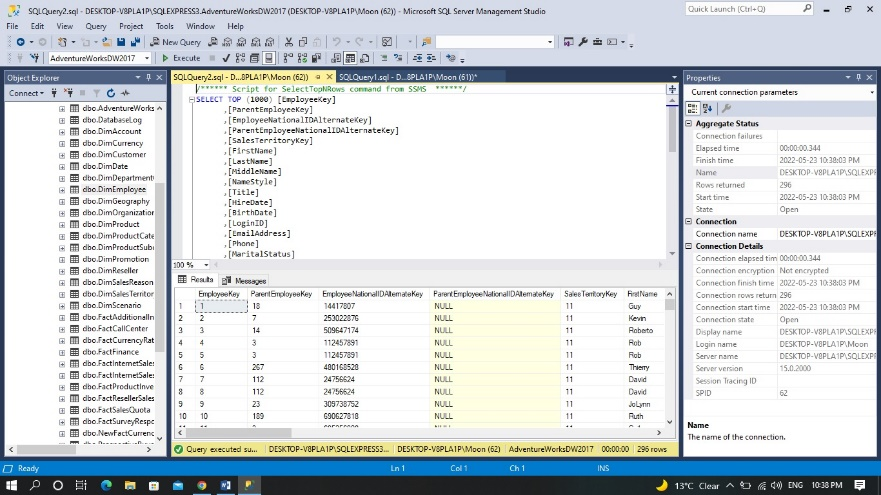 SQLQuery2.sql - DESKTOP-V8PLA1P\SQLEXPRESS3.AdventureWorksDW2017 (DESKTOP-V8PLA1P\Moon (62)) - Microsoft SQL Server Management Studio
Quick Launch (Ctrl+Q)
File Edit View Query Project Tools Window Help
New Query
AdventureWorksDW2017
Execute
Object Explorer
Connect
dbo.AdventureWorks
dbo.DatabaseLog
dbo.DimAccount
dbo.DimCurrency
dbo.DimCustomer
dbo.DimDate
dbo.DimDepartment
dbo.DimEmployee
dbo.DimGeography
dbo.DimOrganization
dbo.DimProduct
dbo.DimProductCate
dbo.DimProductSub
dbo.DimPromotion
dbo.DimReseller
dbo.DimSalesReason
dbo.DimSalesTerritor
dbo.DimScenario
dbo.FactAdditionalIn
dbo.FactCallCenter
dbo.FactCurrencyRat
dbo.FactFinance
dbo.FactInternetSales
dbo.FactInternetSales
dbo.FactProductInve
dbo.FactResellerSales
dbo.FactSalesQuota
dbo.FactSurveyRespo
dbo.NewFactCurrenc
SQLQuery2.sql - D...8PLA1P\Moon (62))
SQLQuery1.sql - D...8PLA1P\Moon (61))*
/****** Script for SelectTopNRows command from SSMS ******/
SELECT TOP (1000) [EmployeeKey]
,[ParentEmployeeKey]
,[EmployeeNationalIDAlternateKey]
,[ParentEmployeeNationalIDAlternateKey]
,[SalesTerritoryKey]
,[FirstName]
,[LastName]
,[MiddleName]
,[NameStyle]
,[Title]
,[HireDate]
,[BirthDate]
,[LoginID]
,[EmailAddress]
,[Phone]
,[MaritalStatus]
100 %
Results Messages
EmployeeKey ParentEmployeeKey EmployeeNationalIDAlternateKey ParentEmployeeNationalIDAlternateKey SalesTerritoryKey FirstName
1 1 18 14417807 NULL 11 Guy
2 2 7 253022876 NULL 11 Kevin
3 3 14 509647174 NULL 11 Roberto
4 4 3 112457891 NULL 11 Rob
5 5 3 112457891 NULL 11 Rob
6 6 267 480168528 NULL 11 Thierry
7 7 112 24756624 NULL 11 David
8 8 112 24756624 NULL 11 David
9 9 23 309738752 NULL 11 JoLynn
10 10 189 690627818 NULL 11 Ruth
Query executed su... DESKTOP-V8PLA1P\SQLEXPRESS3... DESKTOP-V8PLA1P\Moon (62) AdventureWorksDW2017 00:00:00 296 rows
Properties
Current connection parameters
Aggregate Status
Connection failures
Elapsed time 00:00:00.344
Finish time 2022-05-23 10:38:03 PM
Name DESKTOP-V8PLA1P\SQLEXPR
Rows returned 296
Start time 2022-05-23 10:38:03 PM
State Open
Connection
Connection name DESKTOP-V8PLA1P\SQLEXPR
Connection Details
Connection elapsed tim 00:00:00.344
Connection encryption Not encrypted
Connection finish time 2022-05-23 10:38:03 PM
Connection rows return 296
Connection start time 2022-05-23 10:38:03 PM
Connection state Open
Display name DESKTOP-V8PLA1P\SQLEXPR
Login name DESKTOP-V8PLA1P\Moon
Server name DESKTOP-V8PLA1P\SQLEXPR
Server version 15.0.2000
Session Tracing ID
SPID 62
Name
The name of the connection.
Ready Ln 1 Col 1 Ch 1 INS
13°C Clear ENG 10:38 PM